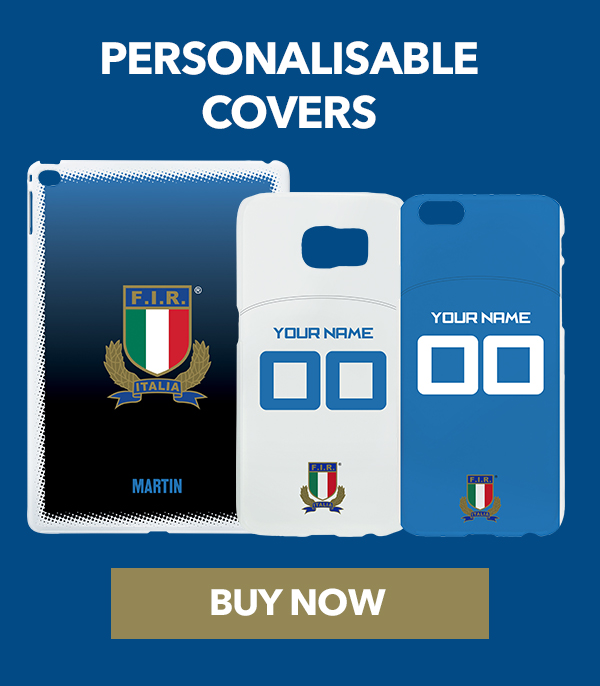 PERSONALISABLE
COVERS
F.I.R.®
ITALIA
MARTIN
YOUR NAME
00
F.I.R.®
ITALIA
YOUR NAME
00
F.I.R.®
ITALIA
BUY NOW